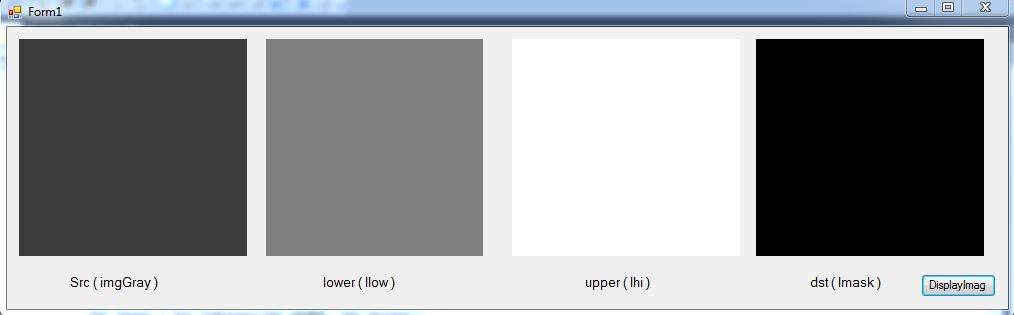 Form1
Src ( imgGray )
lower ( Ilow )
upper ( Ihi )
dst ( Imask )
DisplayImag